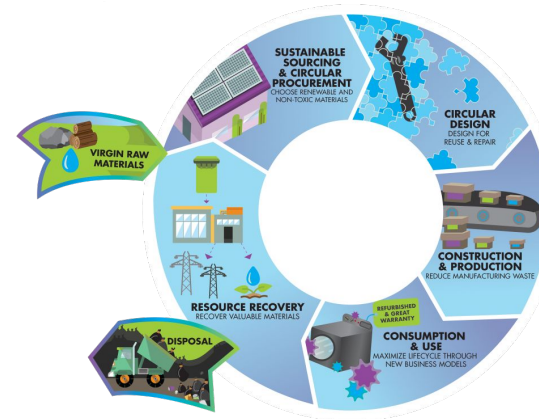 SUSTAINABLE
SOURCING
& CIRCULAR
PROCUREMENT
CHOOSE RENEWABLE AND
NON-TOXIC MATERIALS
CIRCULAR
DESIGN
DESIGN FOR
REUSE & REPAIR
CONSTRUCTION
& PRODUCTION
REDUCE MANUFACTURING WASTE
REFURBISHED
& GREAT
WARRANTY
CONSUMPTION
& USE
MAXIMIZE LIFECYCLE THROUGH
NEW BUSINESS MODELS
RESOURCE RECOVERY
RECOVER VALUABLE MATERIALS
VIRGIN RAW
MATERIALS
DISPOSAL